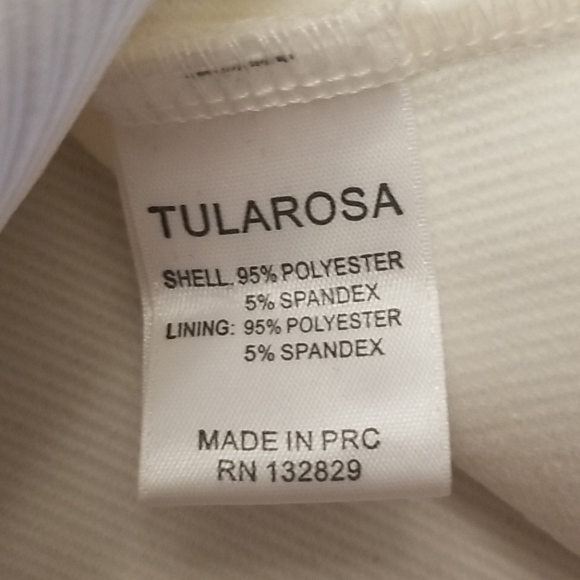 TULAROSA
SHELL. 95% POLYESTER
5% SPANDEX
LINING: 95% POLYESTER
5% SPANDEX
MADE IN PRC
RN 132829